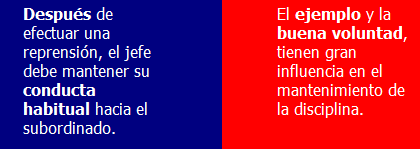 Después de
efectuar una
reprensión, el jefe
debe mantener su
conducta
habitual hacia el
subordinado.
El ejemplo y la
buena voluntad,
tienen gran
influencia en el
mantenimiento de
la disciplina.